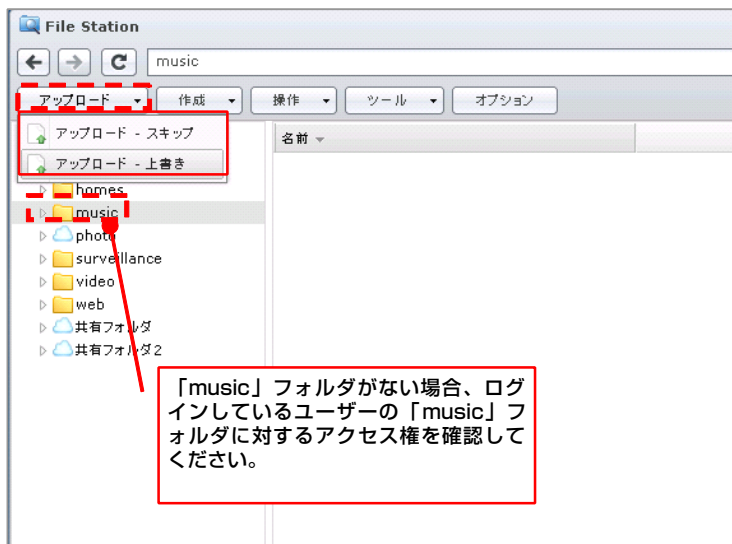 File Station
music
アップロード
作成
操作
ツール
オプション
アップロード - スキップ
アップロード - 上書き
名前
homes
music
photo
surveillance
video
web
共有フォルダ
共有フォルダ2
「music」フォルダがない場合、ログ
インしているユーザーの「music」フ
ォルダに対するアクセス権を確認して
ください。